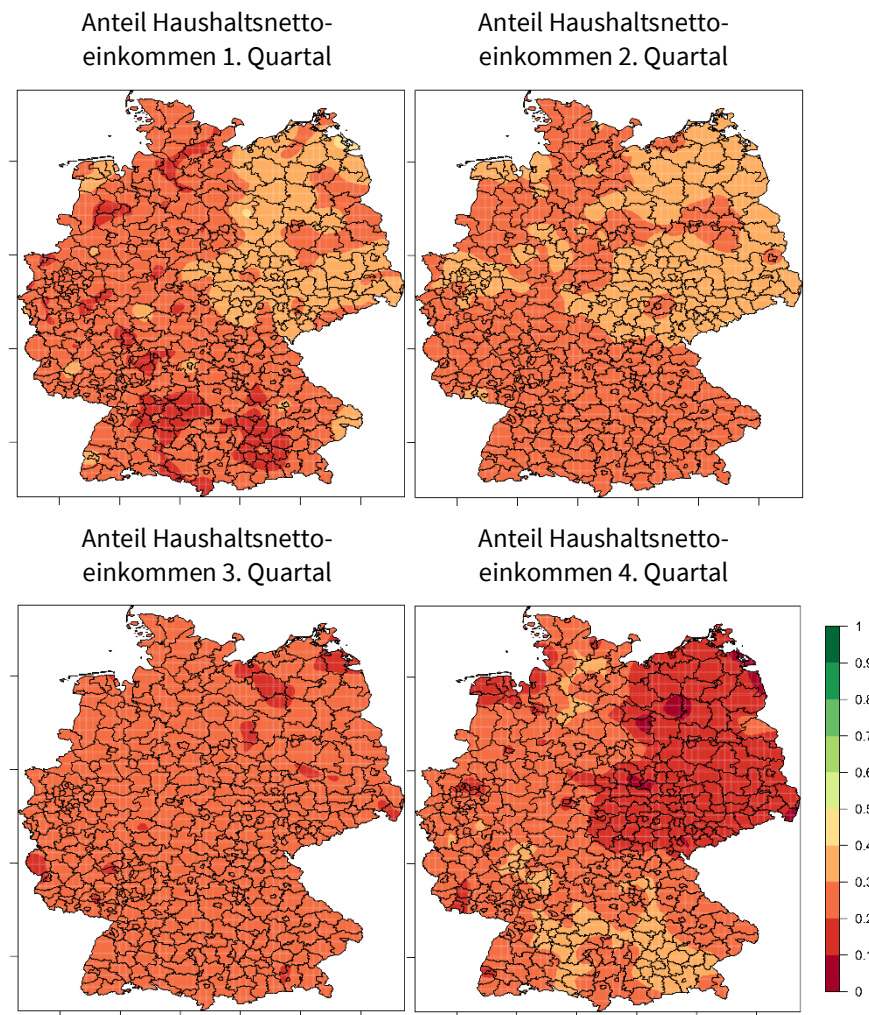 Anteil Haushaltsnetto-
einkommen 1. Quartal
Anteil Haushaltsnetto-
einkommen 2. Quartal
Anteil Haushaltsnetto-
einkommen 3. Quartal
Anteil Haushaltsnetto-
einkommen 4. Quartal
1
0.9
0.8
0.7
0.6
0.5
0.4
0.3
0.2
0.1
0